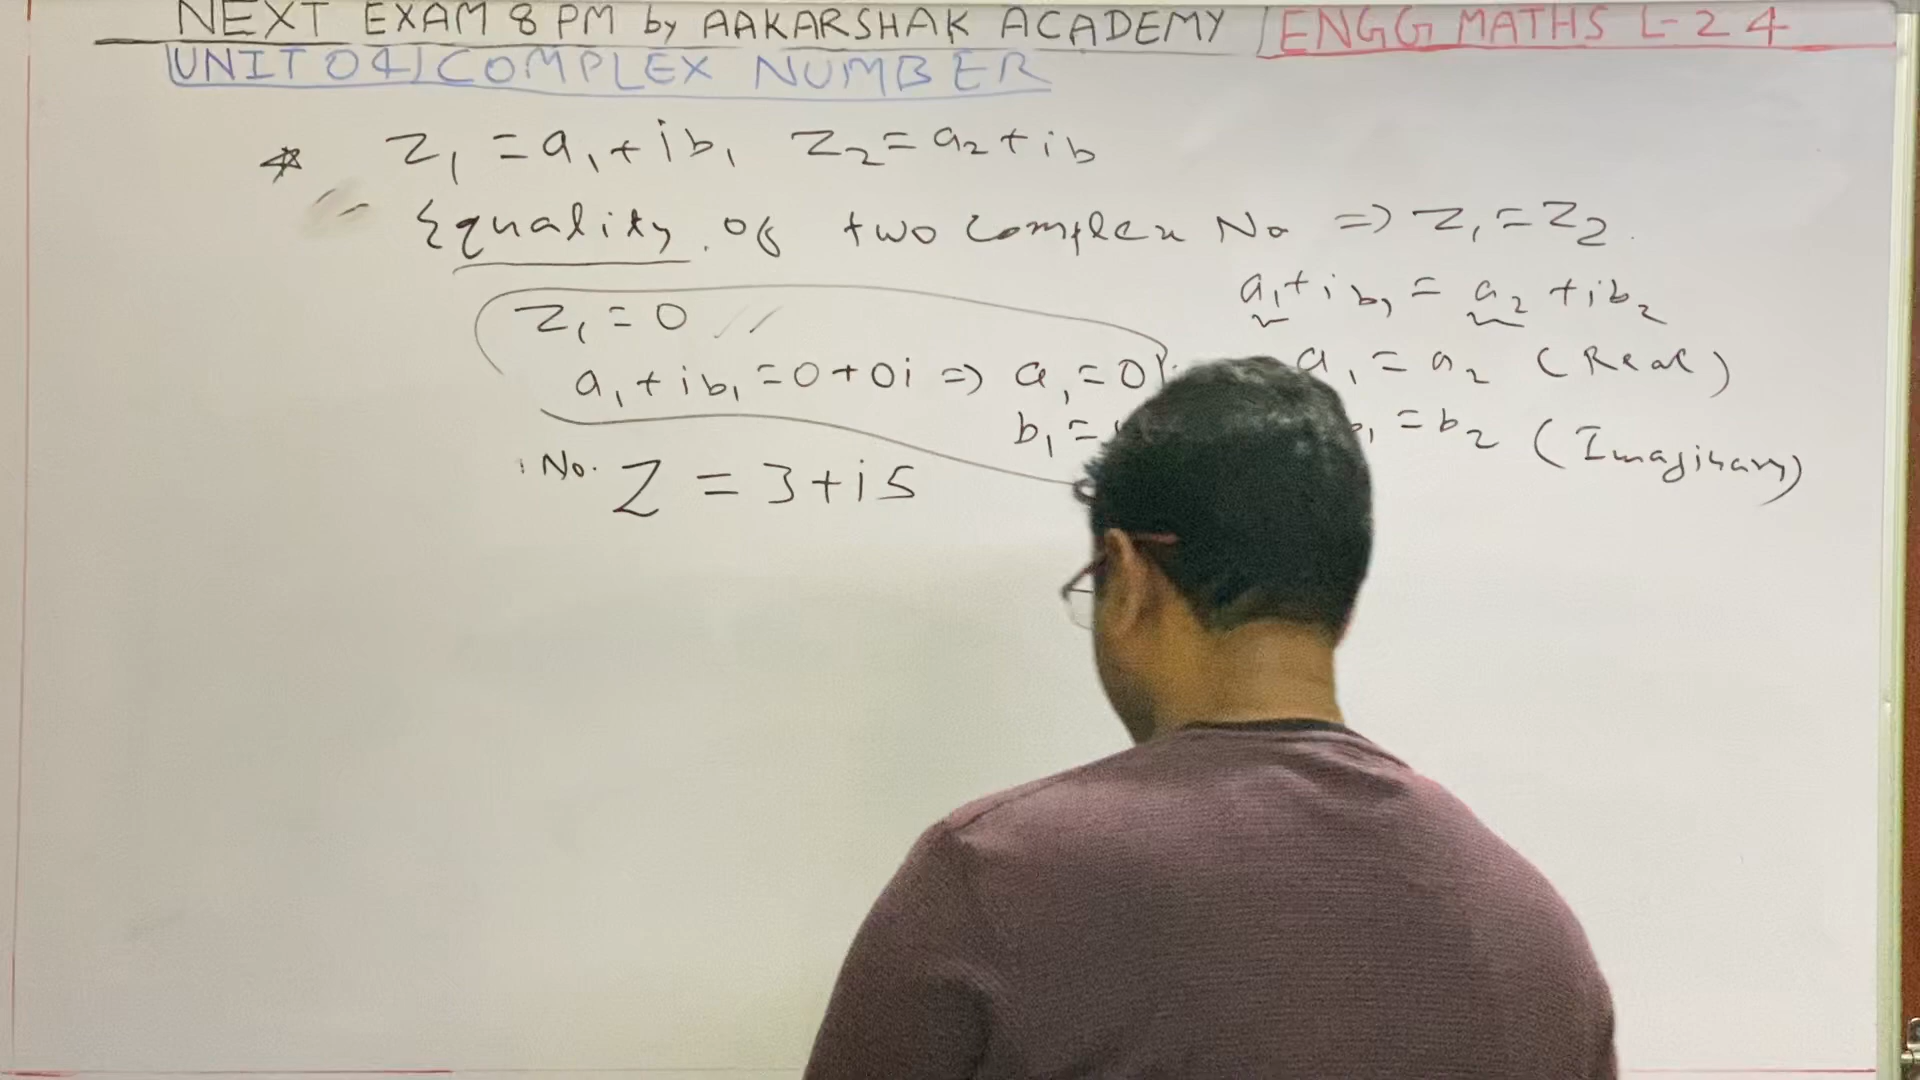 NEXT EXAM 8 PM by AAKARSHAK ACADEMY ENGG MATHS L-24
UNIT 04 COMPLEX NUMBER
* z₁ = a₁ + ib₁ z₂ = a₂ + ib
Equality of two complex No => z₁ = z₂
z₁ = 0
a₁ + ib₁ = a₂ + ib₂
a₁ + ib₁ = 0 + 0i => a₁ = 0
a₁ = a₂ (Real)
b₁ =
₁ = b₂ (Imaginary)
No. Z = 3 + i5